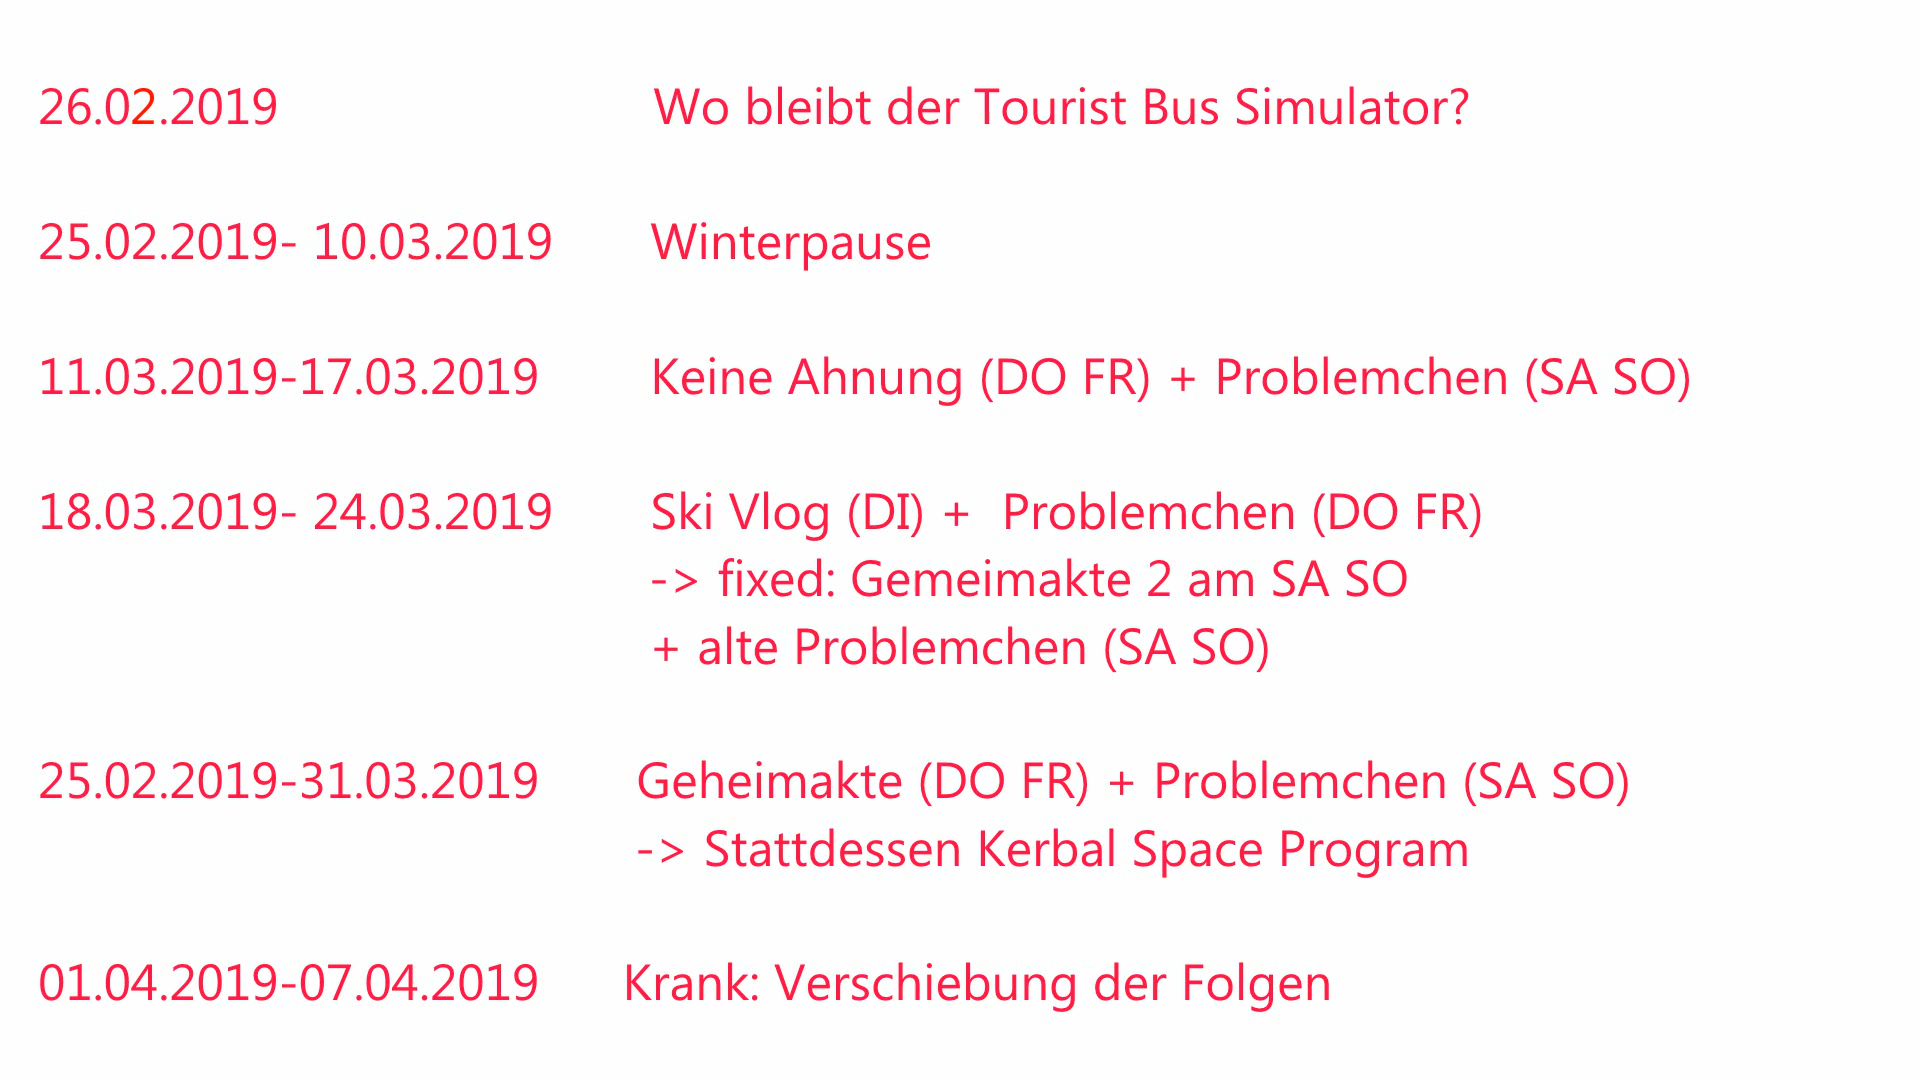 26.02.2019 Wo bleibt der Tourist Bus Simulator?
25.02.2019- 10.03.2019 Winterpause
11.03.2019-17.03.2019 Keine Ahnung (DO FR) + Problemchen (SA SO)
18.03.2019- 24.03.2019 Ski Vlog (DI) + Problemchen (DO FR)
-> fixed: Gemeimakte 2 am SA SO
+ alte Problemchen (SA SO)
25.02.2019-31.03.2019 Geheimakte (DO FR) + Problemchen (SA SO)
-> Stattdessen Kerbal Space Program
01.04.2019-07.04.2019 Krank: Verschiebung der Folgen